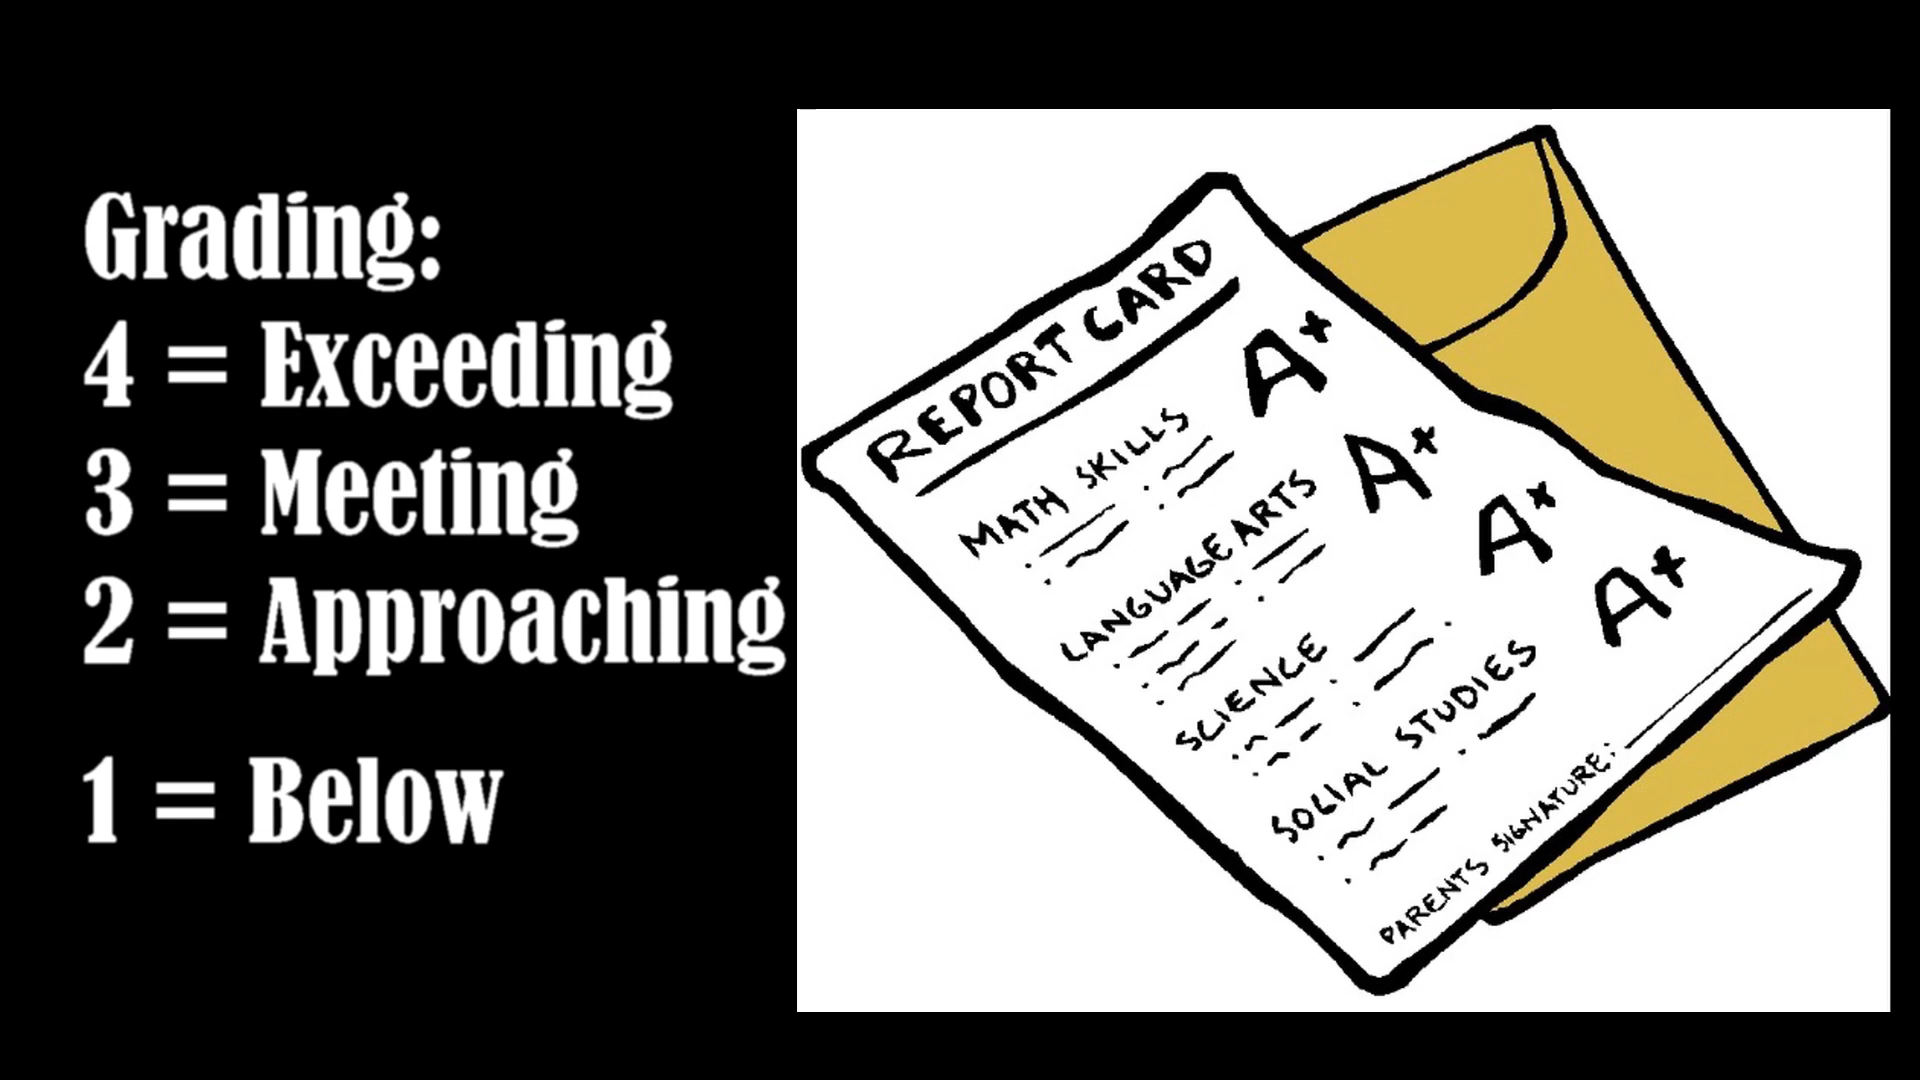 Grading:
4 = Exceeding
3 = Meeting
2 = Approaching
1 = Below
REPORT CARD
MATH SKILLS
A+
LANGUAGE ARTS
A+
SCIENCE
A+
SOCIAL STUDIES
A+
PARENTS SIGNATURE: